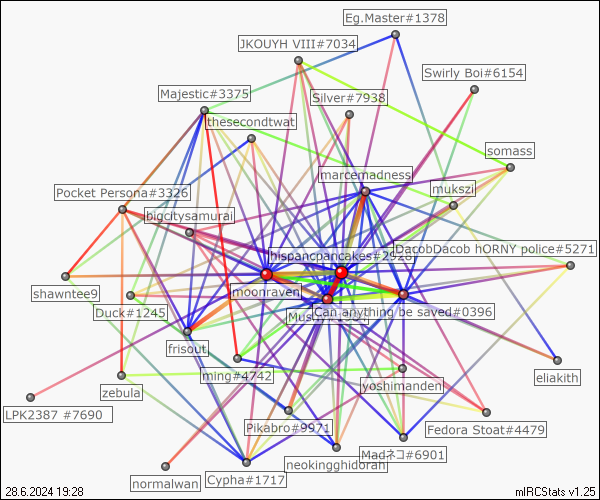 Eg.Master#1378
JKOUYH VIII#7034
Swirly Boi#6154
Majestic#3375
Silver#7938
thesecondtwat
somass
marcemadness
mukszi
Pocket Persona#3326
bigcitysamurai
DacobDacob hORNY police#5271
hispancpancakes#2928
shawntee9
moonraven
Duck#1245
Can anything be saved#0396
frisout
ming#4742
eliakith
zebula
yoshimanden
LPK2387 #7690
Pikabro#9971
Fedora Stoat#4479
Madネコ#6901
neokingghidorah
normalwan
Cypha#1717
28.6.2024 19:28
mIRCStats v1.25